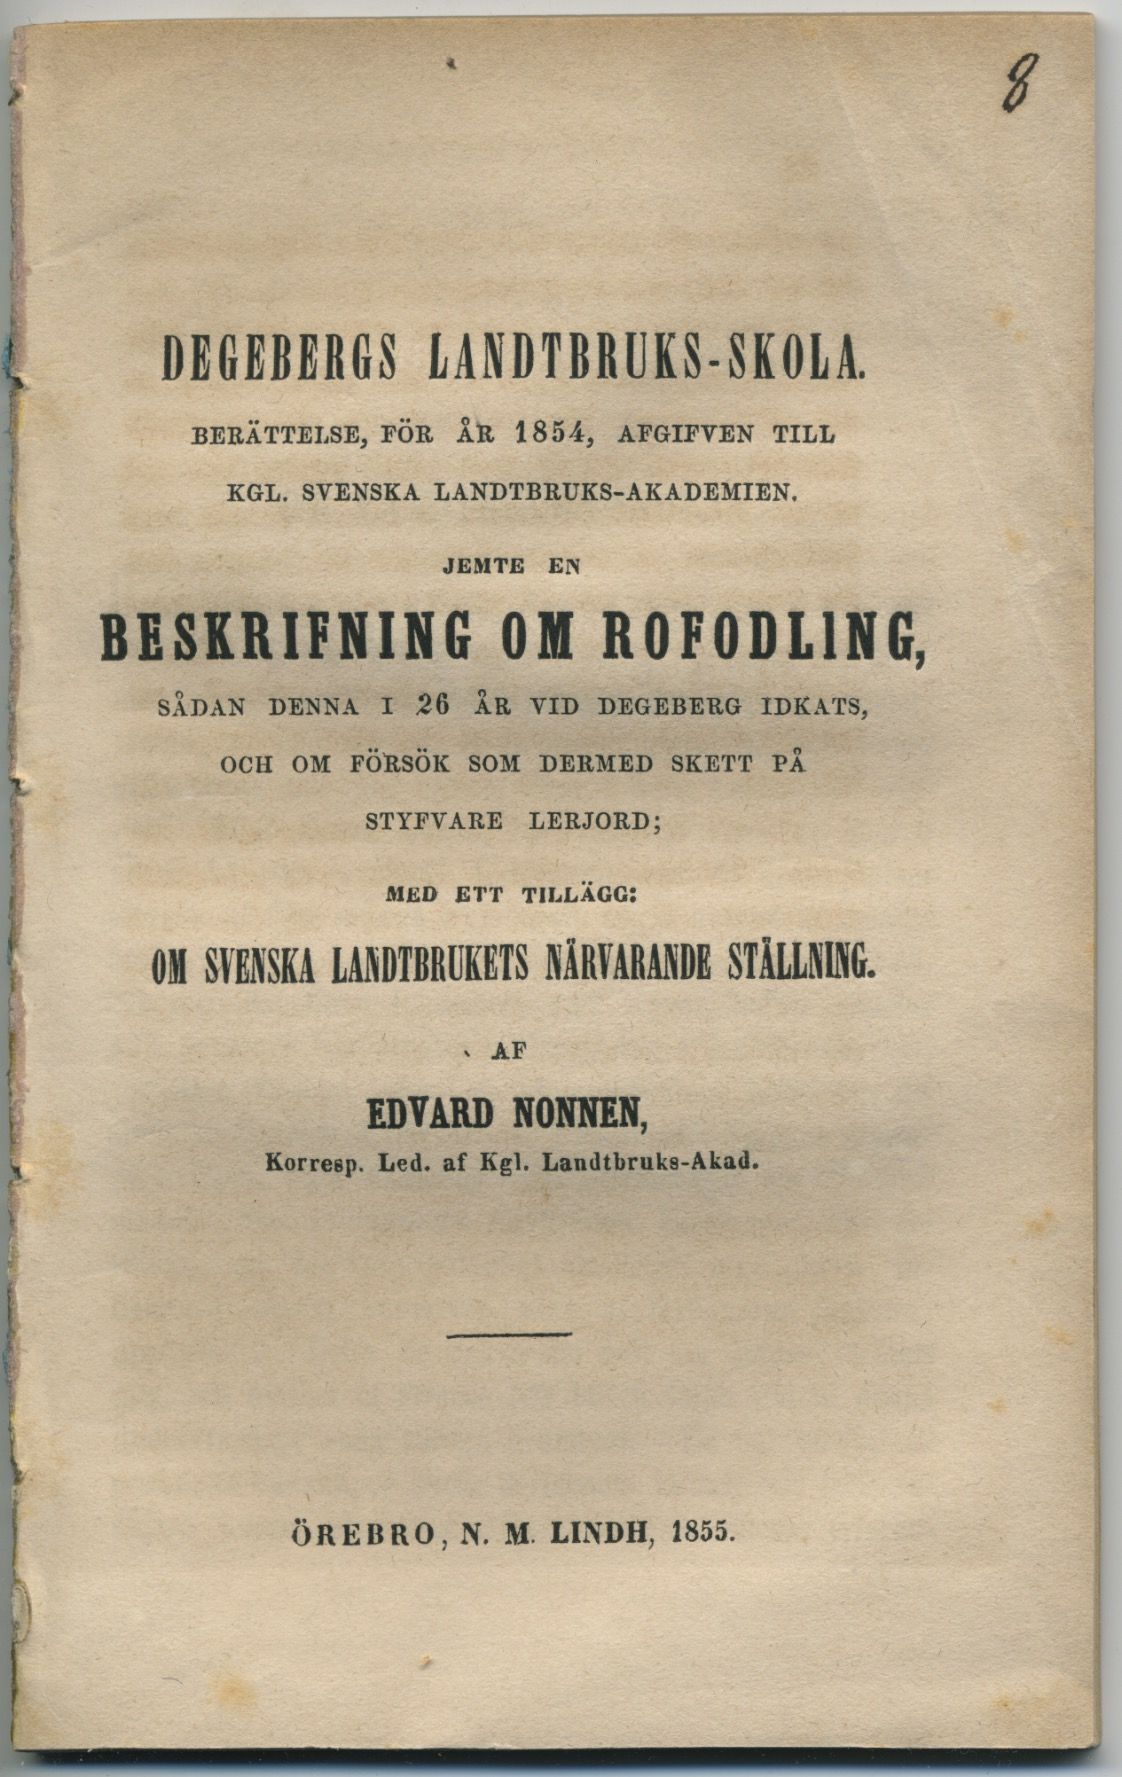 8
DEGEBERGS LANDTBRUKS-SKOLA.
BERÄTTELSE, FÖR ÅR 1854, AFGIFVEN TILL
KGL. SVENSKA LANDTBRUKS-AKADEMIEN.
JEMTE EN
BESKRIFNING OM ROFODLING,
SÅDAN DENNA I 26 ÅR VID DEGEBERG IDKATS,
OCH OM FÖRSÖK SOM DERMED SKETT PÅ
STYFVARE LERJORD;
MED ETT TILLÄGG:
OM SVENSKA LANDTBRUKETS NÄRVARANDE STÄLLNING.
AF
EDVARD NONNEN,
Korresp. Led. af Kgl. Landtbruks-Akad.
ÖREBRO, N. M. LINDH, 1855.